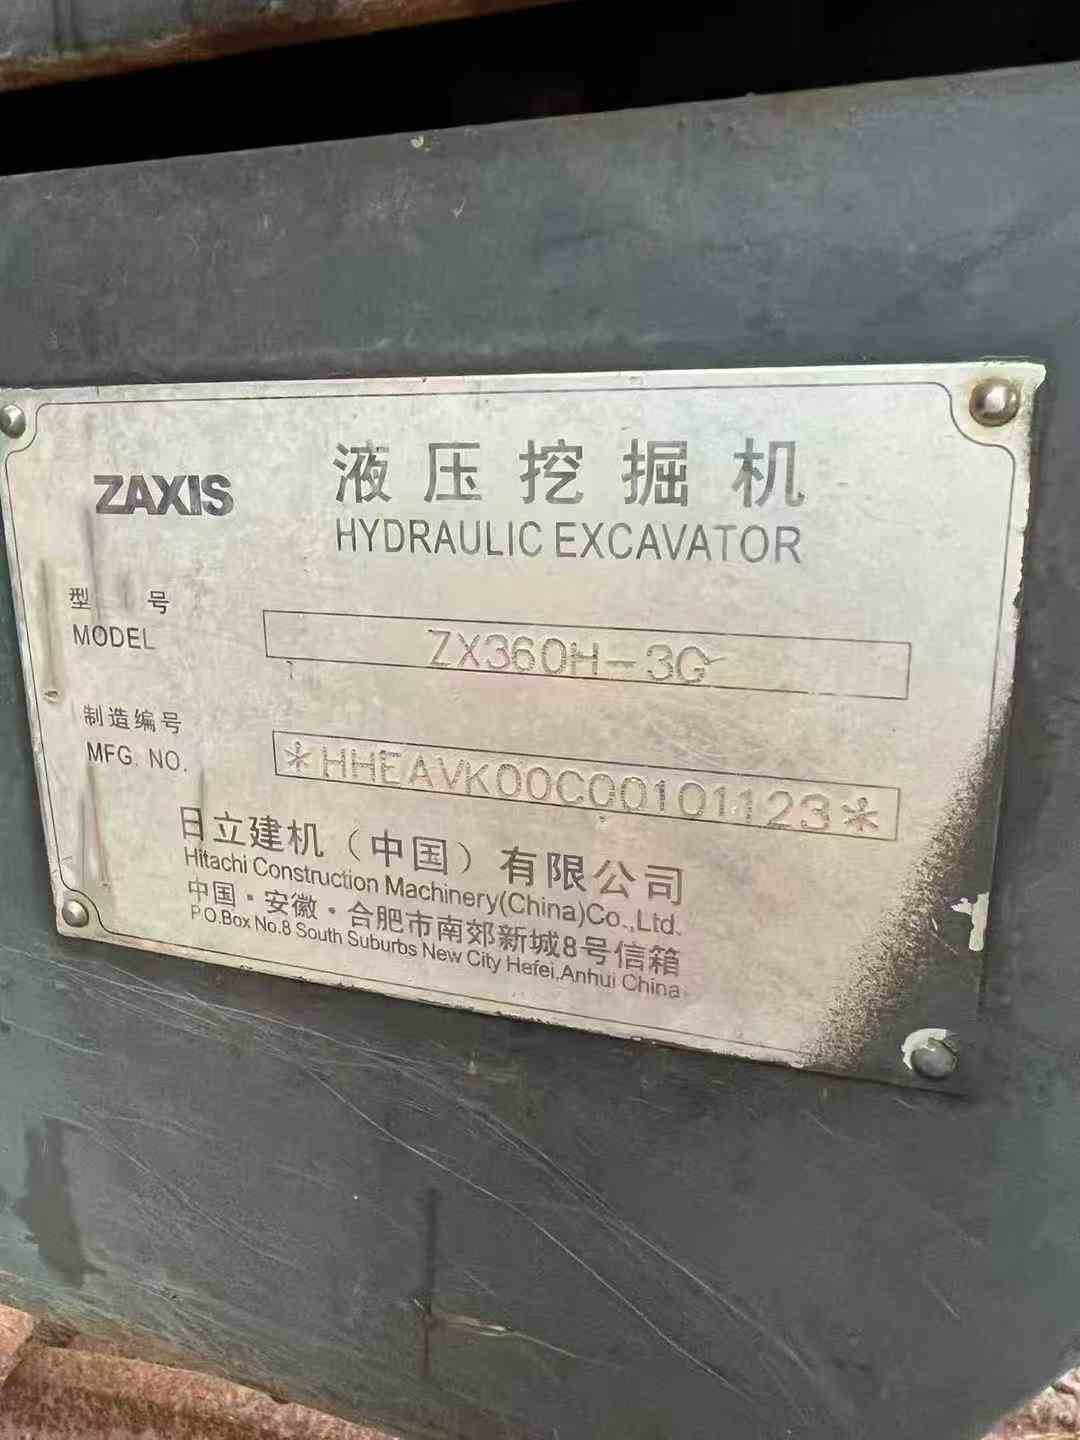 ZAXIS
液压挖掘机
HYDRAULIC EXCAVATOR
型 号
MODEL
ZX360H-3G
制造编号
MFG. NO.
*HHEAVK00C00101123*
日立建机（中国）有限公司
Hitachi Construction Machinery(China)Co.,Ltd.
中国·安徽·合肥市南郊新城8号信箱
P.O.Box No.8 South Suburbs New City Hefei,Anhui China